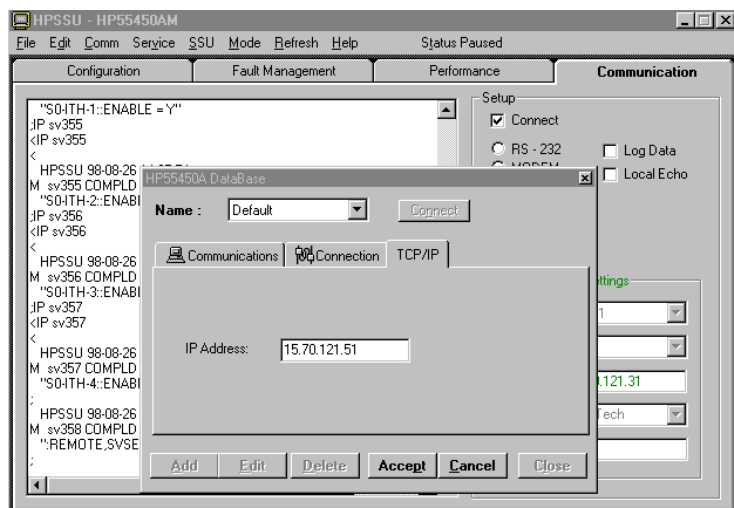 HPSSU - HP55450AM
File Edit Comm Service SSU Mode Refresh Help Status Paused
Configuration Fault Management Performance Communication
"S0-ITH-1::ENABLE = Y"
;IP sv355
<IP sv355
<
HPSSU 98-08-26
M sv355 COMPLD
"S0-ITH-2::ENABL
;IP sv356
<IP sv356
<
HPSSU 98-08-26
M sv356 COMPLD
"S0-ITH-3::ENABL
;IP sv357
<IP sv357
<
HPSSU 98-08-26
M sv357 COMPLD
"S0-ITH-4::ENABL
;
HPSSU 98-08-26
M sv358 COMPLD
"::REMOTE,SVSE
;
Setup
Connect
RS - 232 Log Data
Local Echo
ttings
1
.121.31
Tech
HP55450A DataBase
Name : Default Connect
Communications Connection TCP/IP
IP Address: 15.70.121.51
Add Edit Delete Accept Cancel Close